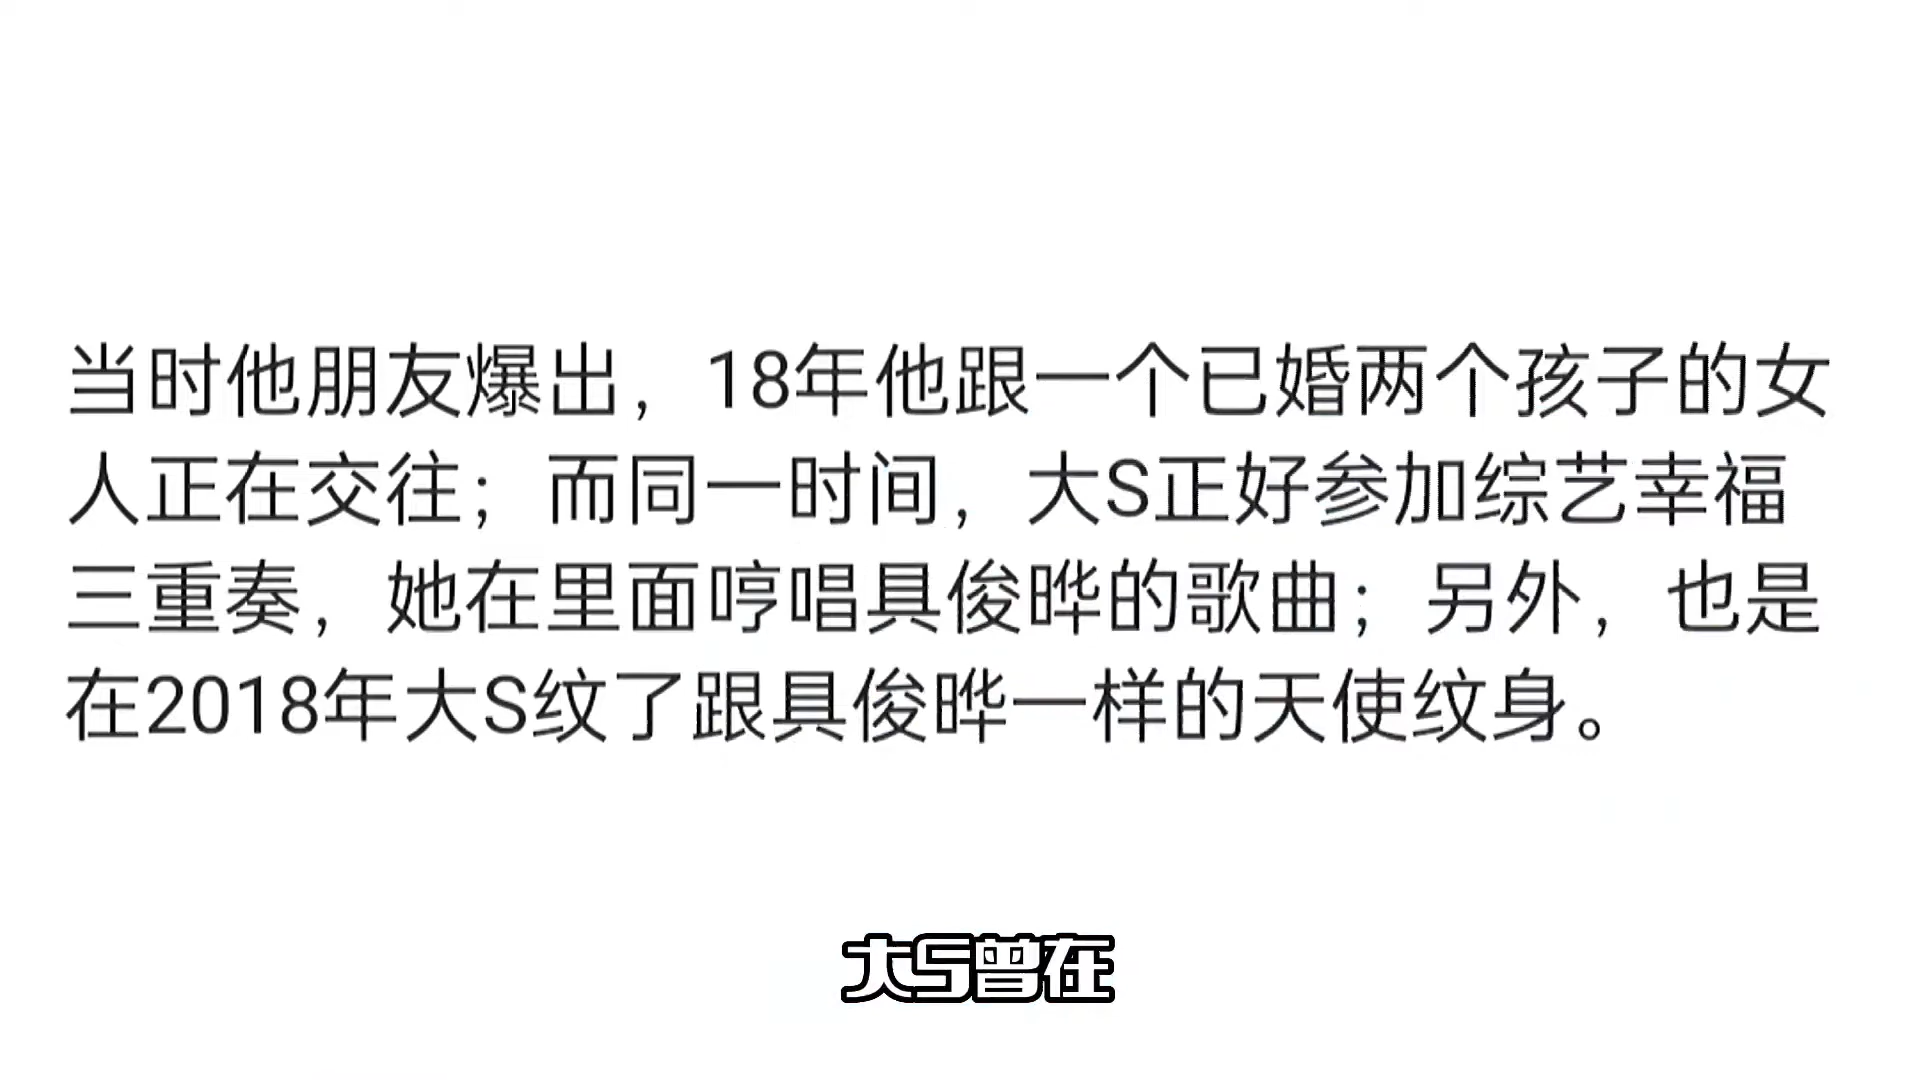 当时他朋友爆出，18年他跟一个已婚两个孩子的女
人正在交往；而同一时间，大S正好参加综艺幸福
三重奏，她在里面哼唱具俊晔的歌曲；另外，也是
在2018年大S纹了跟具俊晔一样的天使纹身。
大S曾在